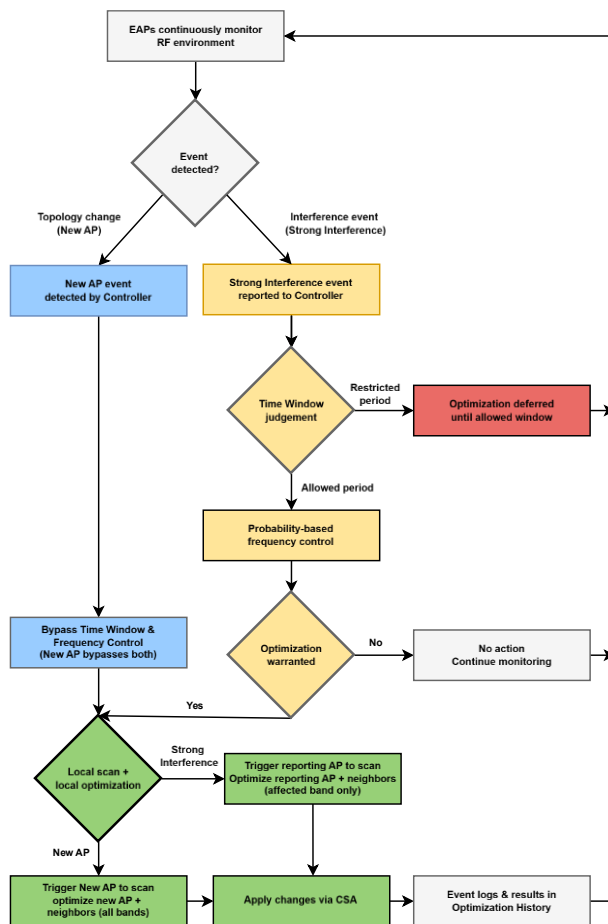 EAPs continuously monitor
RF environment
Event
detected?
Topology change
(New AP)
Interference event
(Strong Interference)
New AP event
detected by Controller
Strong Interference event
reported to Controller
Time Window
judgement
Restricted
period
Optimization deferred
until allowed window
Allowed period
Probability-based
frequency control
Bypass Time Window &
Frequency Control
(New AP bypasses both)
Optimization
warranted
No
No action
Continue monitoring
Yes
Local scan +
local optimization
Strong
Interference
Trigger reporting AP to scan
Optimize reporting AP + neighbors
(affected band only)
New AP
Trigger New AP to scan
optimize new AP +
neighbors (all bands)
Apply changes via CSA
Event logs & results in
Optimization History